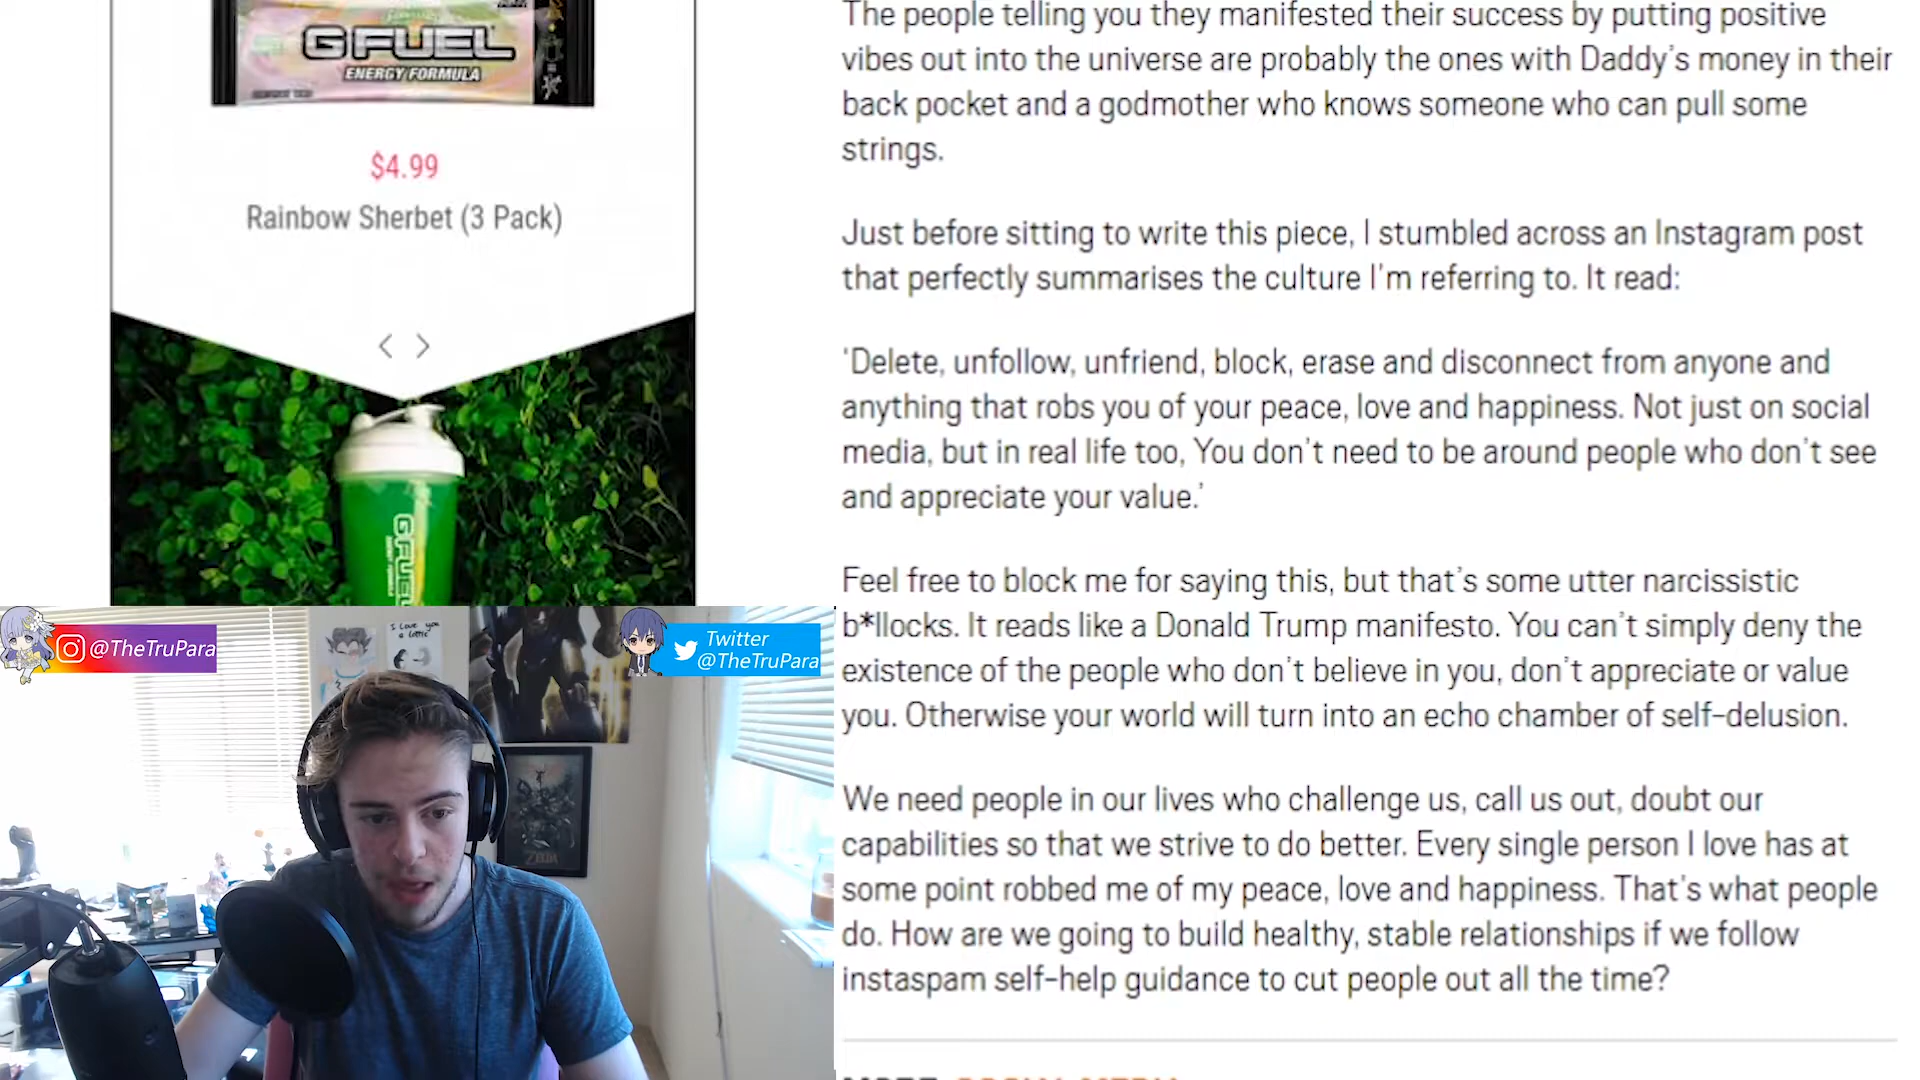 G FUEL
ENERGY FORMULA
$4.99
Rainbow Sherbet (3 Pack)
G FUEL
@TheTruPara
I Love you
a lottle
Twitter
@TheTruPara
ZELDA
The people telling you they manifested their success by putting positive
vibes out into the universe are probably the ones with Daddy's money in their
back pocket and a godmother who knows someone who can pull some
strings.
Just before sitting to write this piece, I stumbled across an Instagram post
that perfectly summarises the culture I'm referring to. It read:
'Delete, unfollow, unfriend, block, erase and disconnect from anyone and
anything that robs you of your peace, love and happiness. Not just on social
media, but in real life too, You don't need to be around people who don't see
and appreciate your value.'
Feel free to block me for saying this, but that's some utter narcissistic
b*llocks. It reads like a Donald Trump manifesto. You can't simply deny the
existence of the people who don't believe in you, don't appreciate or value
you. Otherwise your world will turn into an echo chamber of self-delusion.
We need people in our lives who challenge us, call us out, doubt our
capabilities so that we strive to do better. Every single person I love has at
some point robbed me of my peace, love and happiness. That's what people
do. How are we going to build healthy, stable relationships if we follow
instaspam self-help guidance to cut people out all the time?